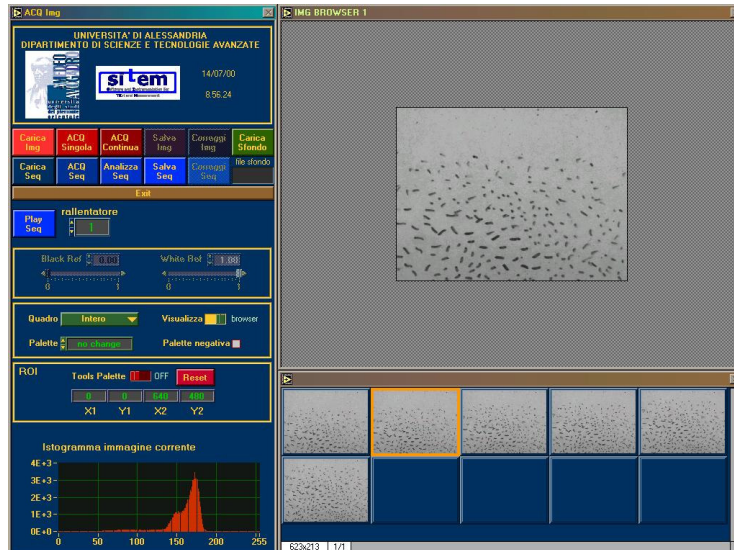 ACQ Img
UNIVERSITA' DI ALESSANDRIA
DIPARTIMENTO DI SCIENZE E TECNOLOGIE AVANZATE
sitem
14/07/00
8.56.24
Carica Img
ACQ Singola
ACQ Continua
Salva Img
Correggi Img
Carica Sfondo
Carica Seq
ACQ Seq
Analizza Seq
Salva Seq
Correggi Seq
file sfondo
Exit
Play Seq
rallentatore
1
Black Ref 0.00
White Ref 1.00
0 1
0 1
Quadro Intero
Visualizza browser
Palette no change
Palette negativa
ROI
Tools Palette OFF Reset
0 0 640 480
X1 Y1 X2 Y2
Istogramma immagine corrente
4E+3
3E+3
2E+3
1E+3
0E+0
0 50 100 150 200 255
IMG BROWSER 1
623x213 1/1